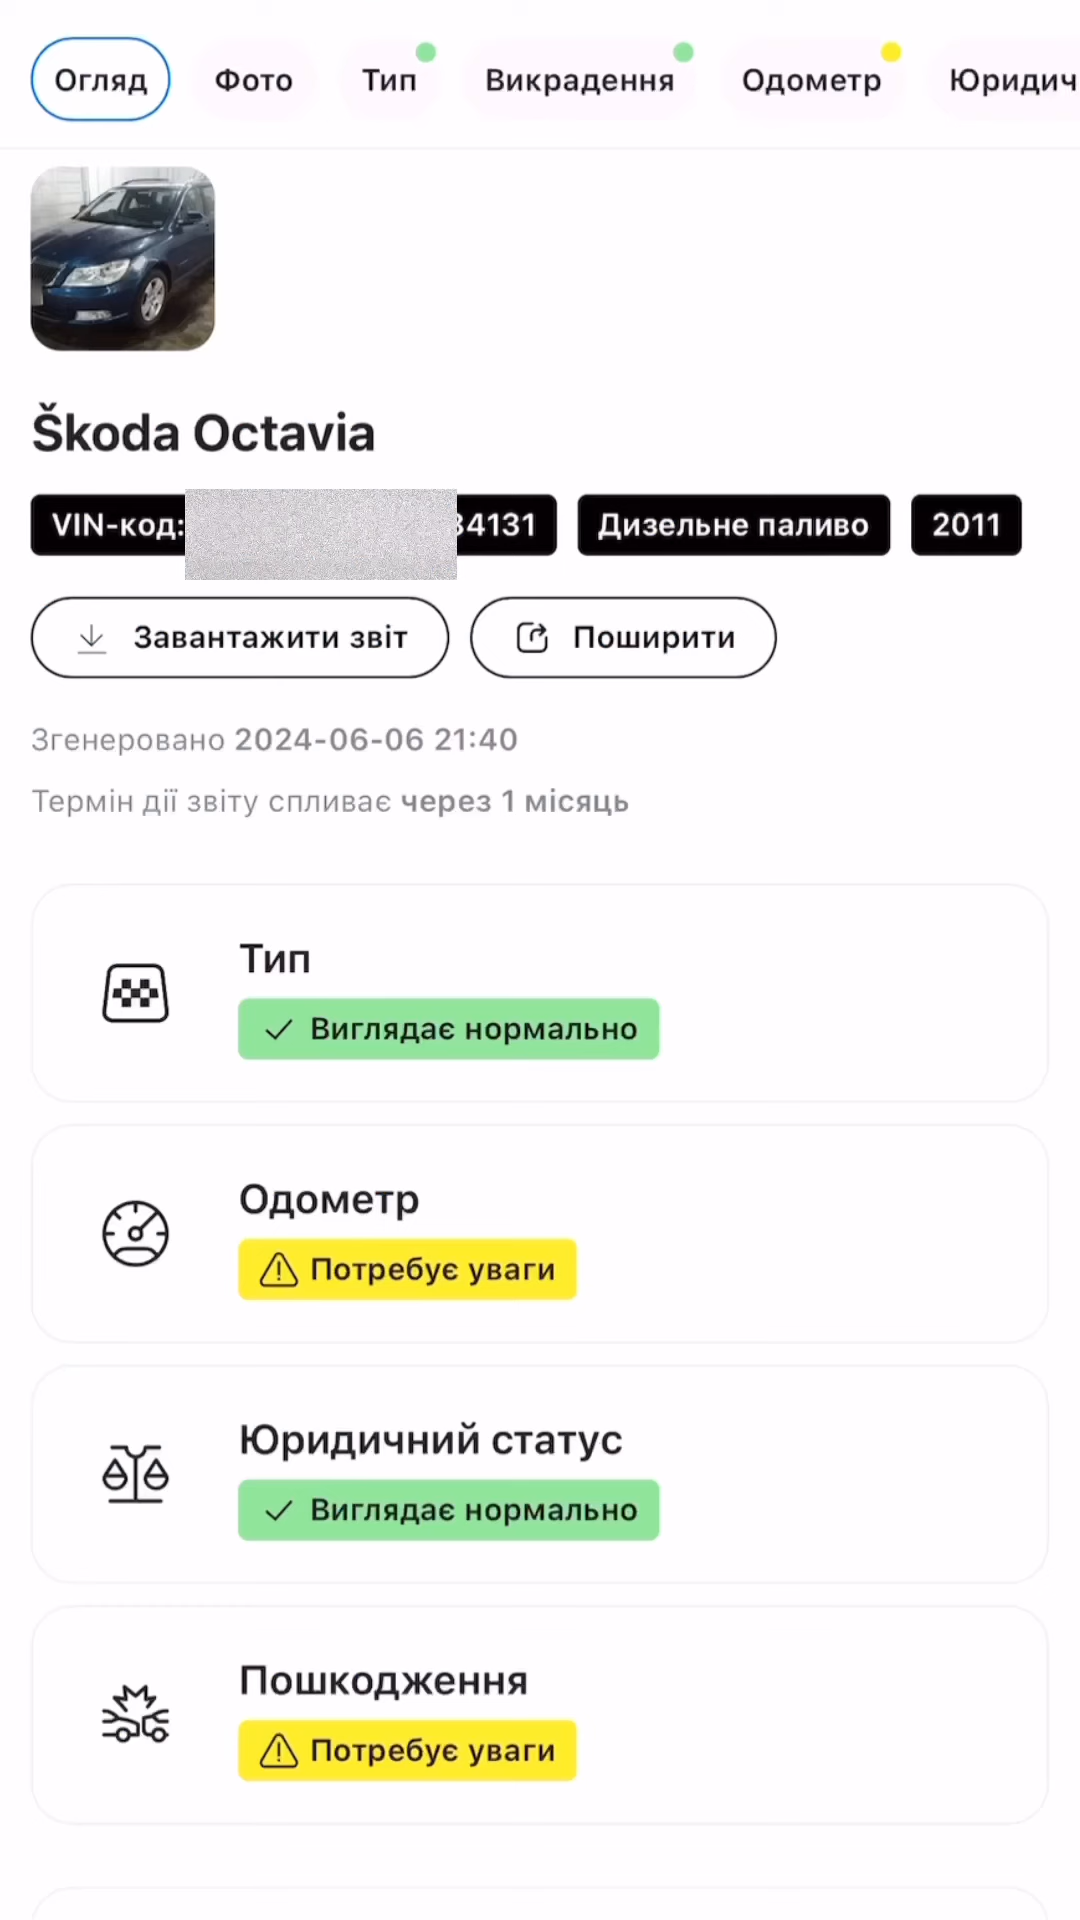 Огляд Фото Тип Викрадення Одометр Юридич
Škoda Octavia
VIN-код: 34131 Дизельне паливо 2011
Завантажити звіт Поширити
Згенеровано 2024-06-06 21:40
Термін дії звіту спливає через 1 місяць
Тип
Виглядає нормально
Одометр
Потребує уваги
Юридичний статус
Виглядає нормально
Пошкодження
Потребує уваги